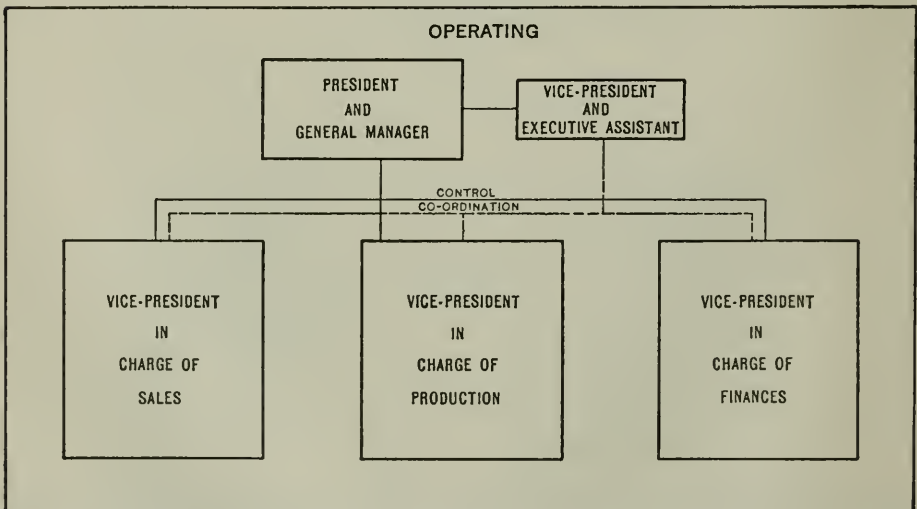 OPERATING
PRESIDENT
AND
GENERAL MANAGER
VICE-PRESIDENT
AND
EXECUTIVE ASSISTANT
CONTROL
CO-ORDINATION
VICE-PRESIDENT
IN
CHARGE OF
SALES
VICE-PRESIDENT
IN
CHARGE OF
PRODUCTION
VICE-PRESIDENT
IN
CHARGE OF
FINANCES